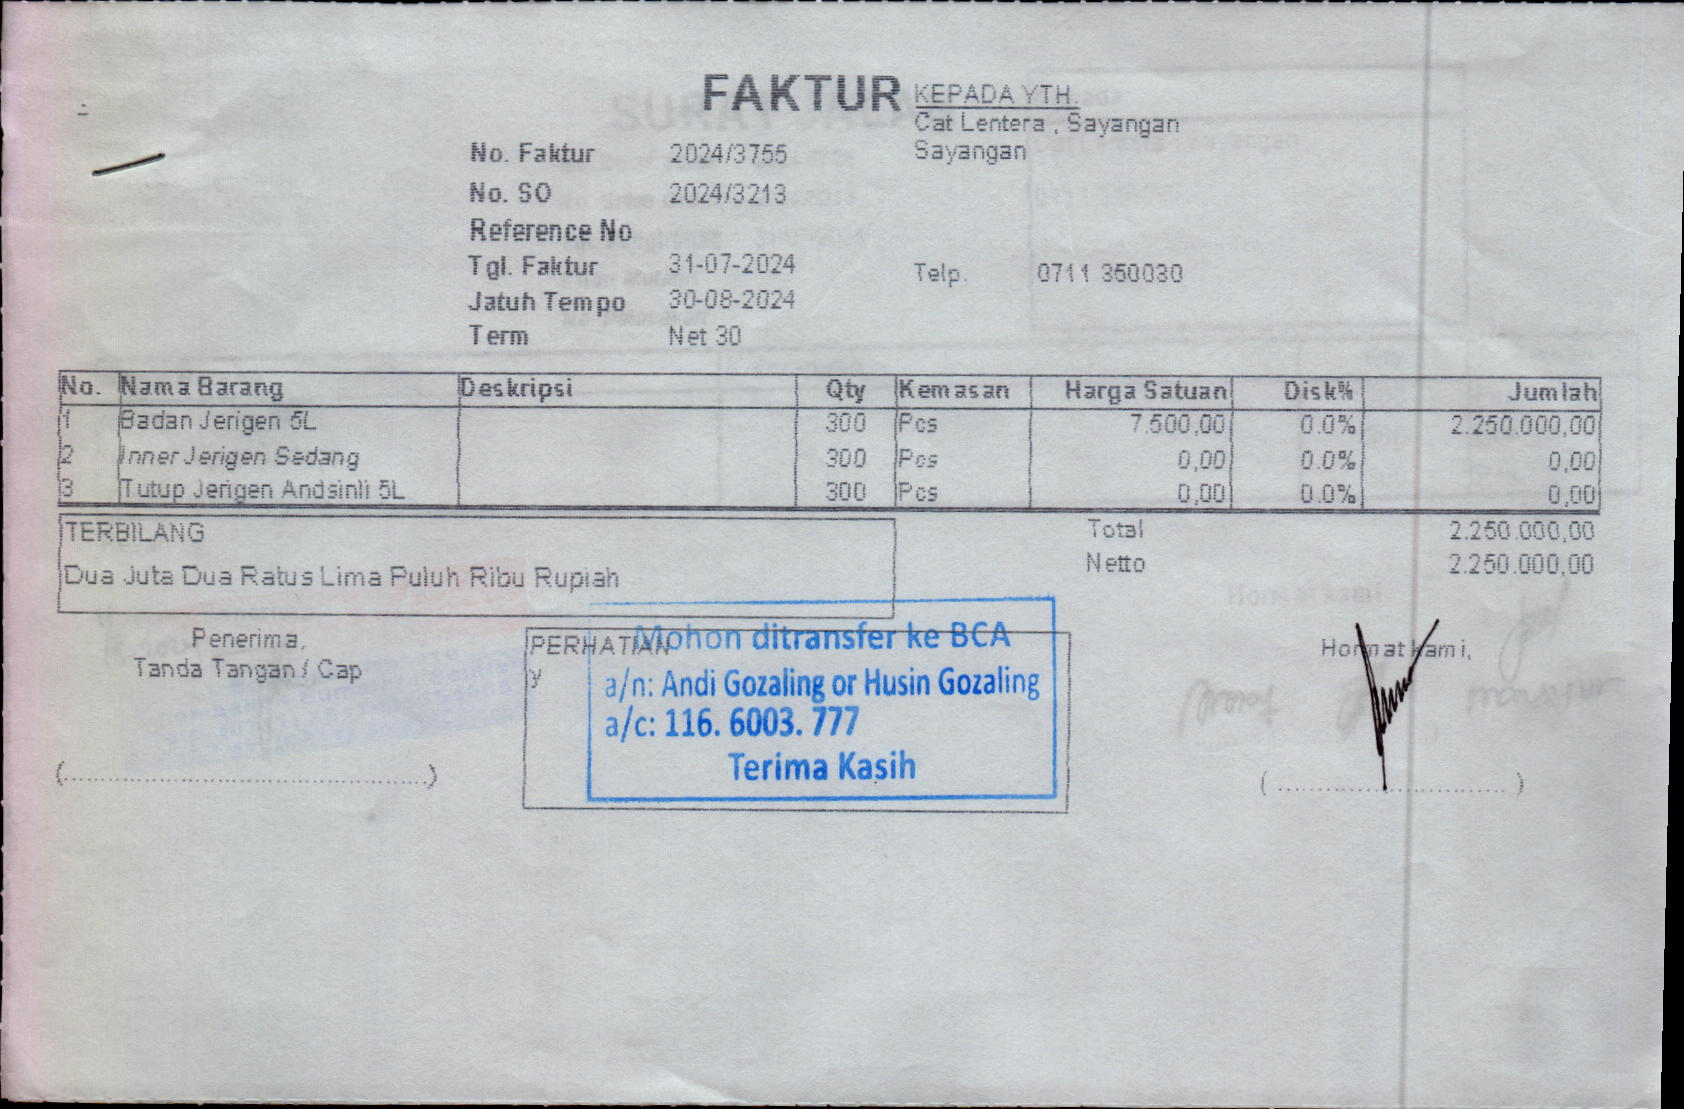 FAKTUR
KEPADA YTH.
Cat Lentera , Sayangan
Sayangan
No. Faktur 2024/3755
No. SO 2024/3213
Reference No
Tgl. Faktur 31-07-2024
Telp. 0711 350030
Jatuh Tempo 30-08-2024
Term Net 30
No. Nama Barang Deskripsi Qty Kemasan Harga Satuan Disk% Jumlah
1 Badan Jerigen 5L 300 Pcs 7.500,00 0.0% 2.250.000,00
2 Inner Jerigen Sedang 300 Pcs 0,00 0.0% 0,00
3 Tutup Jerigen Andsinli 5L 300 Pcs 0,00 0.0% 0,00
TERBILANG
Dua Juta Dua Ratus Lima Puluh Ribu Rupiah
Total 2.250.000,00
Netto 2.250.000,00
Penerima,
Tanda Tangan / Cap
(..................................................)
PERHATIAN
y
Mohon ditransfer ke BCA
a/n: Andi Gozaling or Husin Gozaling
a/c: 116. 6003. 777
Terima Kasih
Hormat kami,
( ................................ )